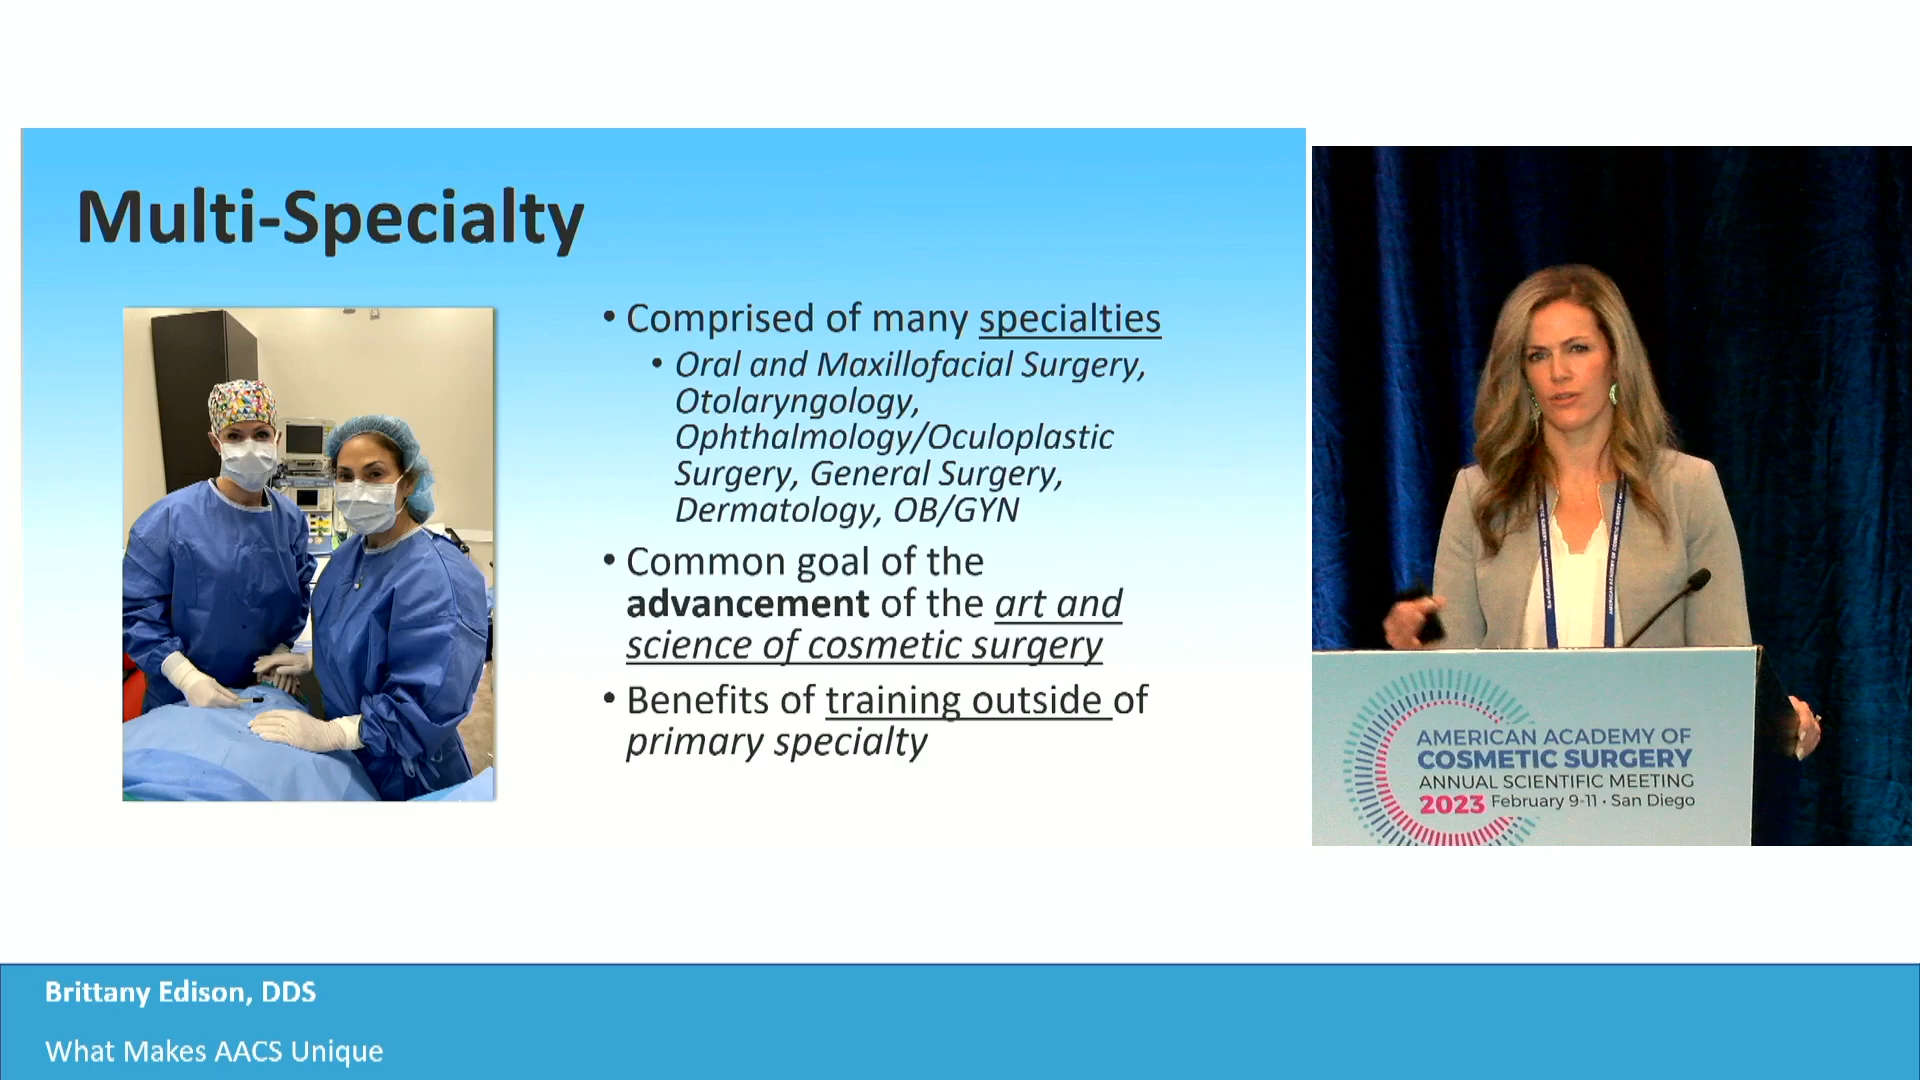 Multi-Specialty
• Comprised of many specialties
• Oral and Maxillofacial Surgery,
Otolaryngology,
Ophthalmology/Oculoplastic
Surgery, General Surgery,
Dermatology, OB/GYN
• Common goal of the
advancement of the art and
science of cosmetic surgery
• Benefits of training outside of
primary specialty
AMERICAN ACADEMY OF
COSMETIC SURGERY
ANNUAL SCIENTIFIC MEETING
2023 February 9-11 • San Diego
Brittany Edison, DDS
What Makes AACS Unique